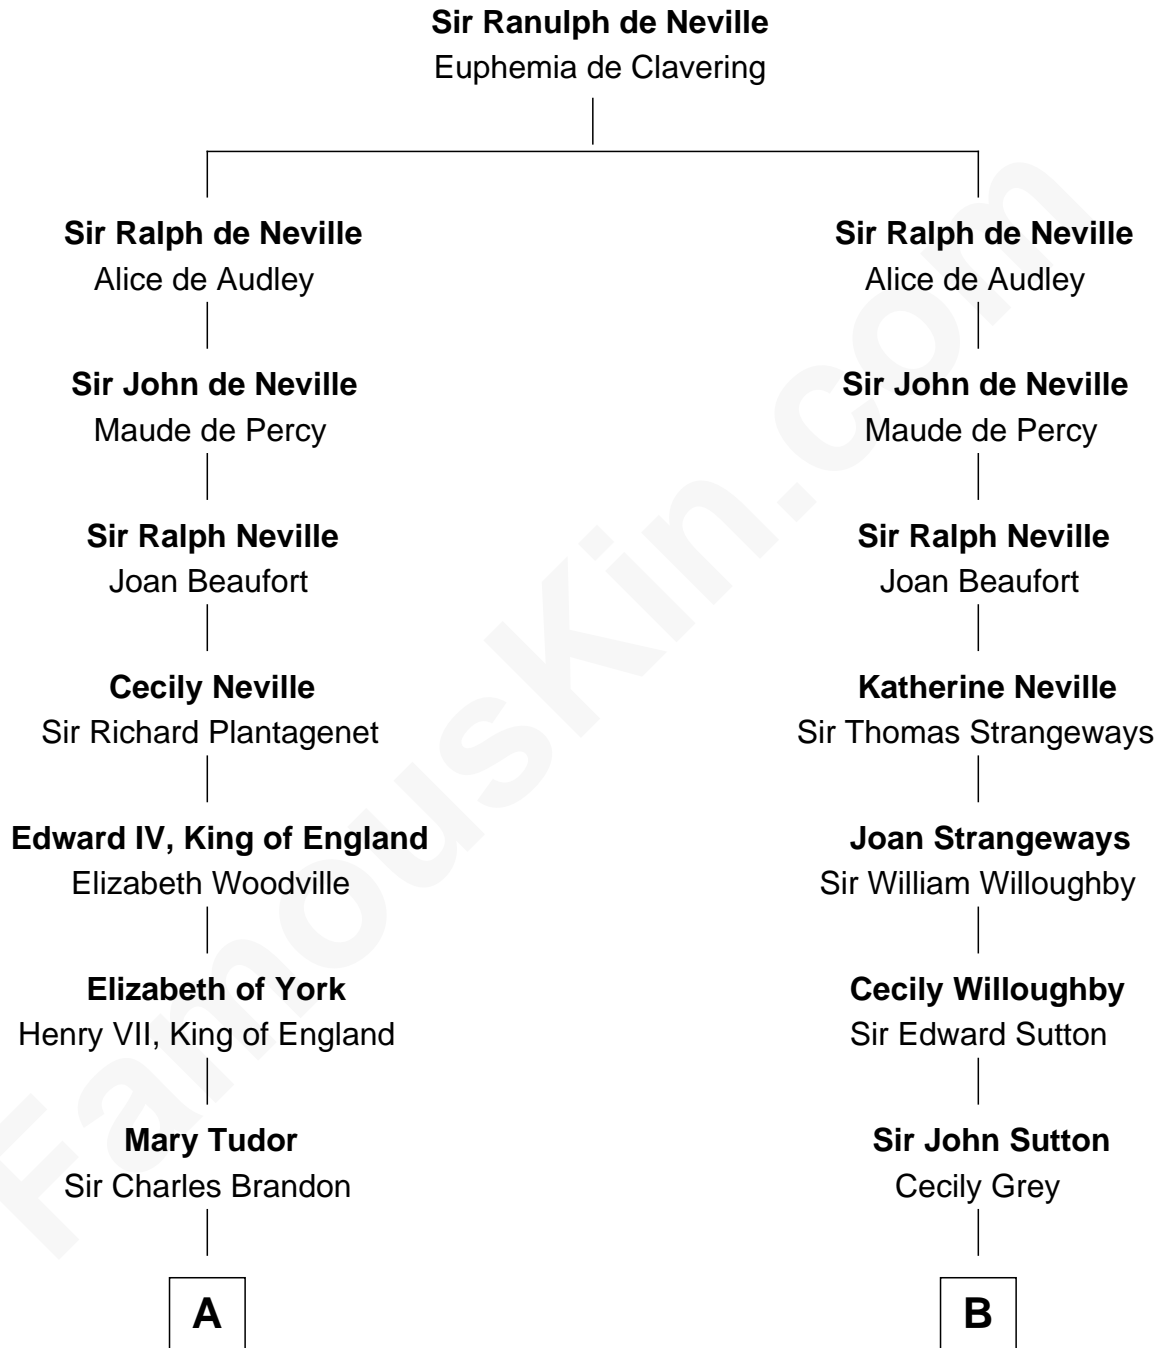 Sir Ranulph de Neville
Euphemia de Clavering
Sir Ralph de Neville
Alice de Audley
Sir John de Neville
Maude de Percy
Sir Ralph Neville
Joan Beaufort
Cecily Neville
Sir Richard Plantagenet
Edward IV, King of England
Elizabeth Woodville
Elizabeth of York
Henry VII, King of England
Mary Tudor
Sir Charles Brandon
A
Sir Ralph de Neville
Alice de Audley
Sir John de Neville
Maude de Percy
Sir Ralph Neville
Joan Beaufort
Katherine Neville
Sir Thomas Strangeways
Joan Strangeways
Sir William Willoughby
Cecily Willoughby
Sir Edward Sutton
Sir John Sutton
Cecily Grey
B
FamousKin.com